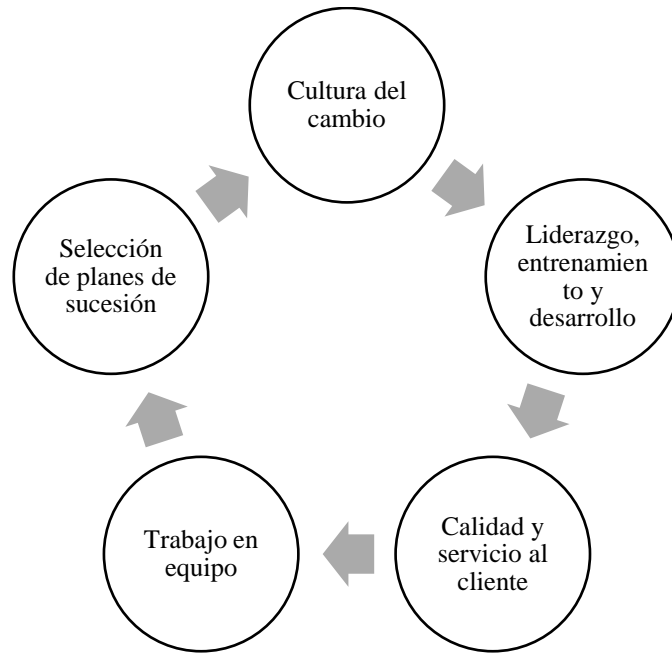 Cultura del
cambio
Liderazgo,
entrenamien
to y
desarrollo
Calidad y
servicio al
cliente
Trabajo en
equipo
Selección
de planes de
sucesión